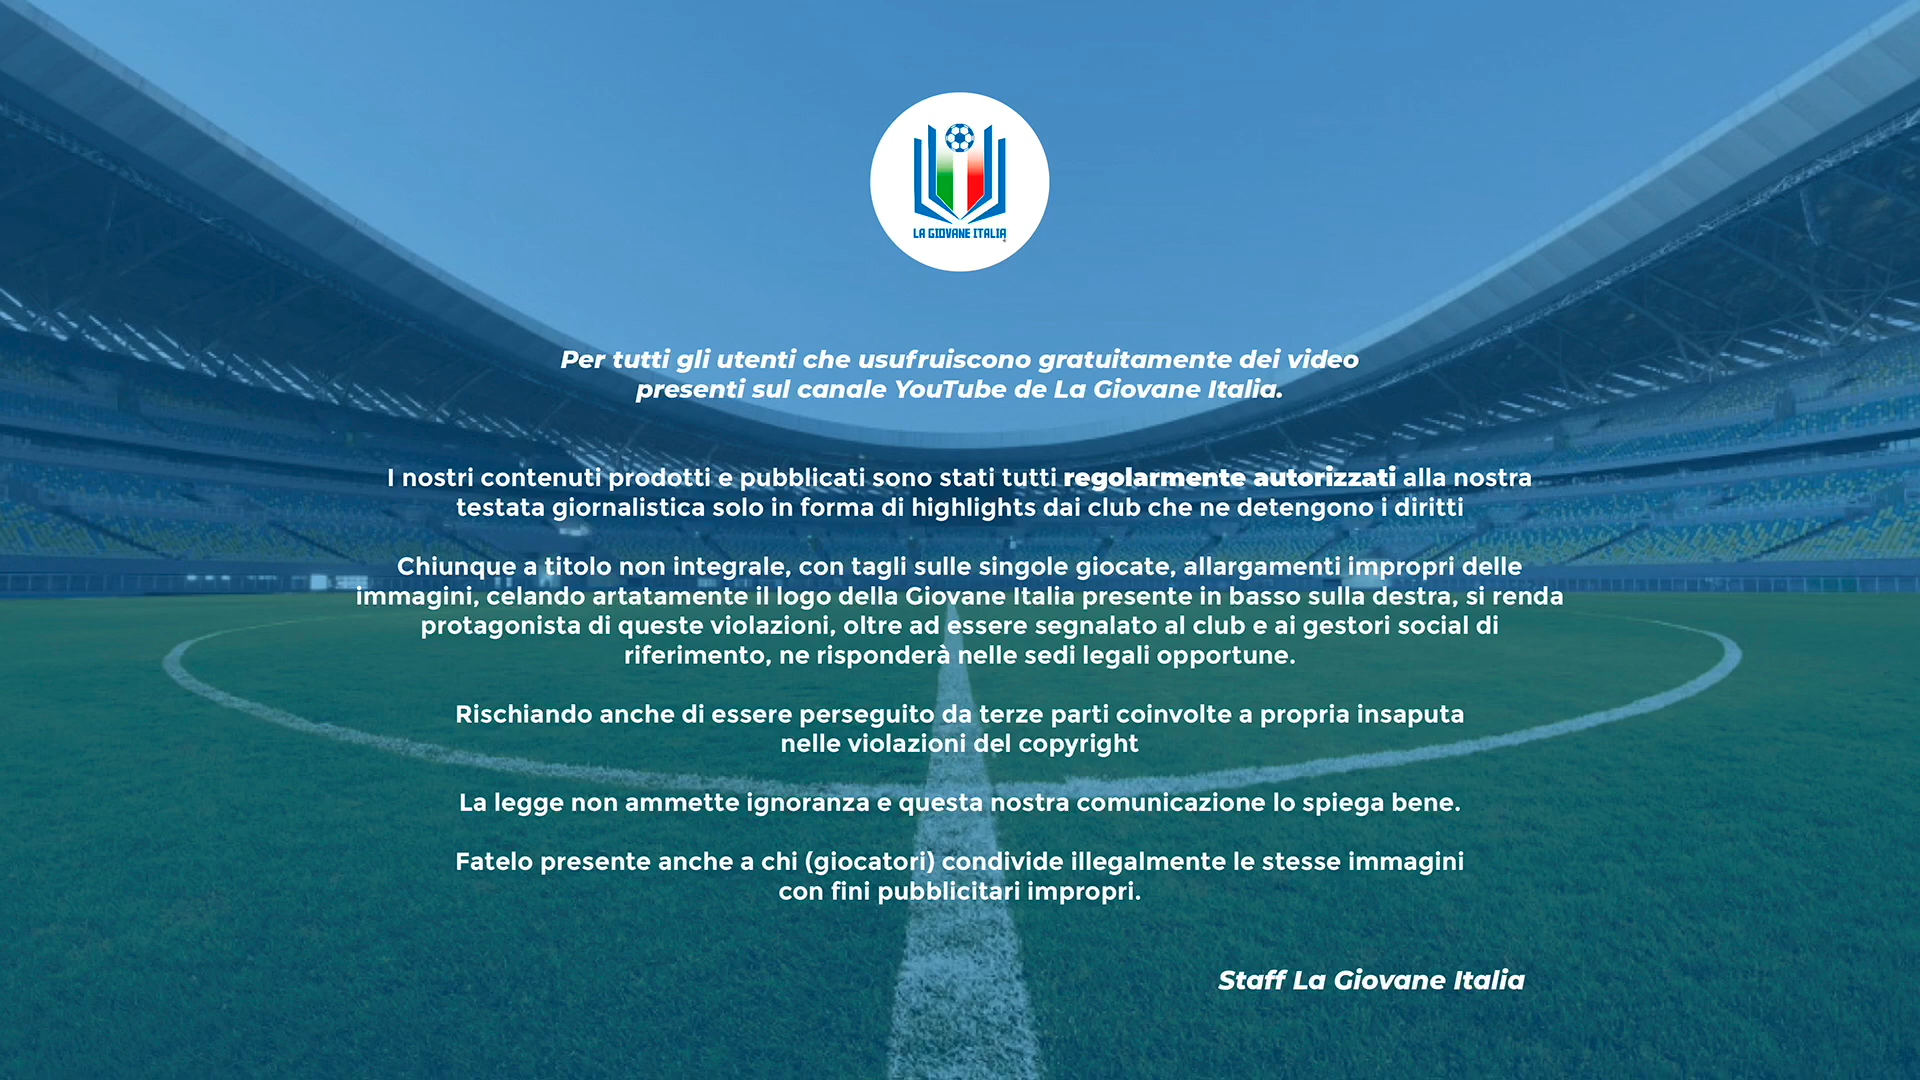 LA GIOVANE ITALIA
Per tutti gli utenti che usufruiscono gratuitamente dei video
presenti sul canale YouTube de La Giovane Italia.
I nostri contenuti prodotti e pubblicati sono stati tutti regolarmente autorizzati alla nostra
testata giornalistica solo in forma di highlights dai club che ne detengono i diritti
Chiunque a titolo non integrale, con tagli sulle singole giocate, allargamenti impropri delle
immagini, celando artatamente il logo della Giovane Italia presente in basso sulla destra, si renda
protagonista di queste violazioni, oltre ad essere segnalato al club e ai gestori social di
riferimento, ne risponderà nelle sedi legali opportune.
Rischiando anche di essere perseguito da terze parti coinvolte a propria insaputa
nelle violazioni del copyright
La legge non ammette ignoranza e questa nostra comunicazione lo spiega bene.
Fatelo presente anche a chi (giocatori) condivide illegalmente le stesse immagini
con fini pubblicitari impropri.
Staff La Giovane Italia